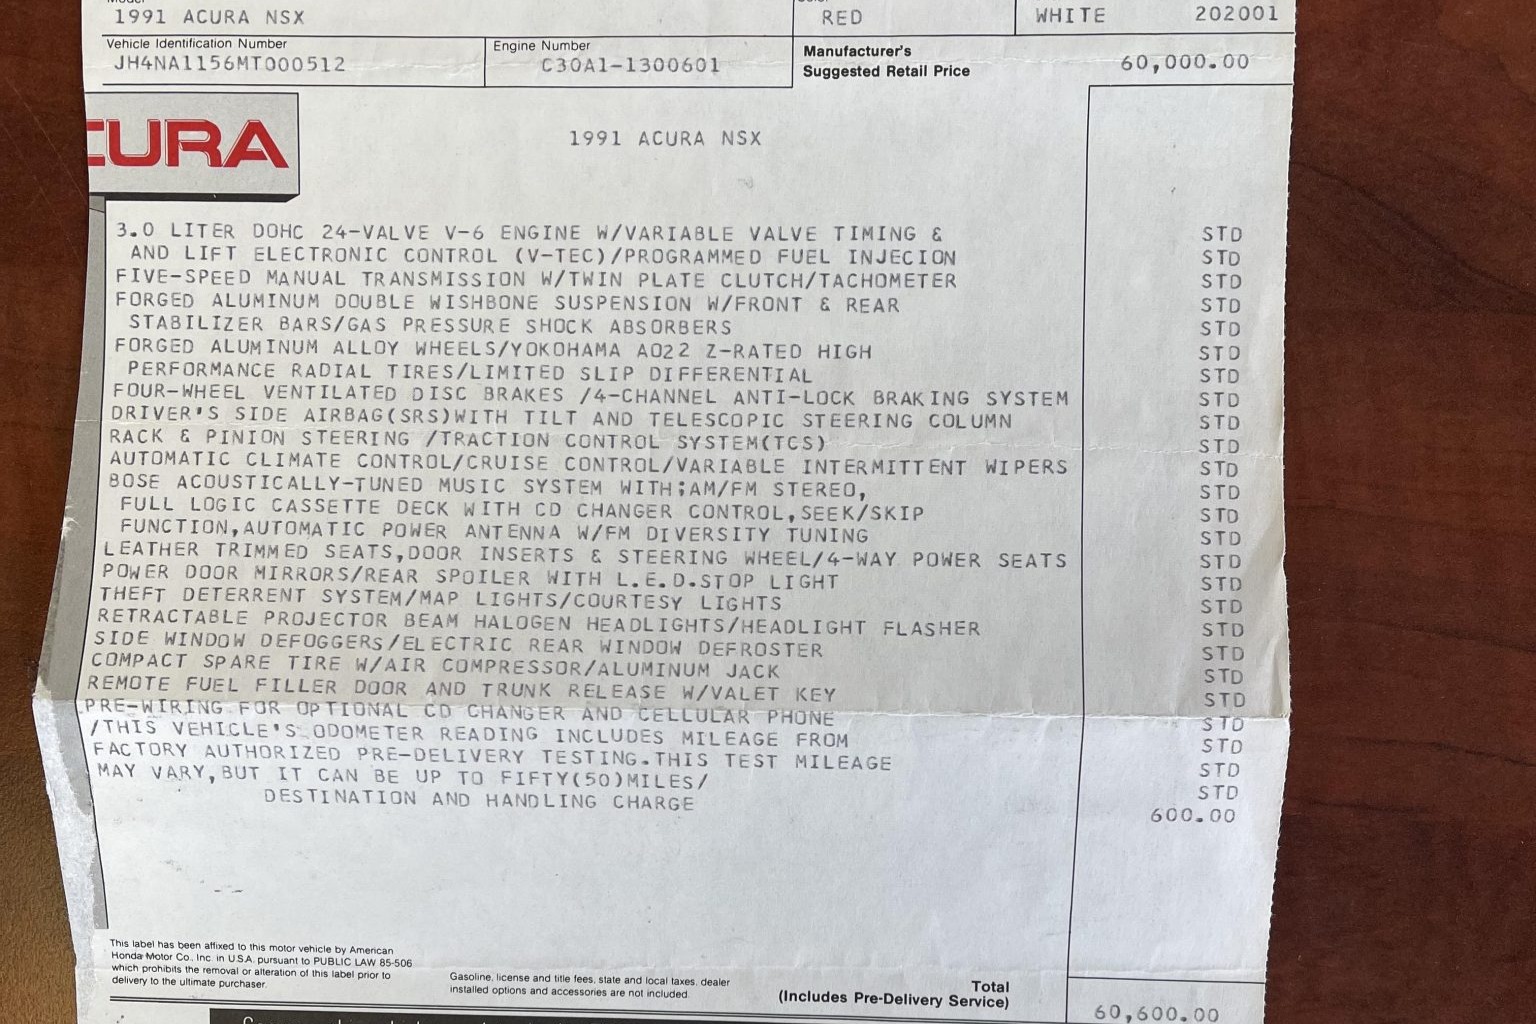 1991 ACURA NSX
RED
WHITE 202001
Vehicle Identification Number
JH4NA1156MT000512
Engine Number
C30A1-1300601
Manufacturer's
Suggested Retail Price
60,000.00
CURA
1991 ACURA NSX
3.0 LITER DOHC 24-VALVE V-6 ENGINE W/VARIABLE VALVE TIMING & STD
AND LIFT ELECTRONIC CONTROL (V-TEC)/PROGRAMMED FUEL INJECION STD
FIVE-SPEED MANUAL TRANSMISSION W/TWIN PLATE CLUTCH/TACHOMETER STD
FORGED ALUMINUM DOUBLE WISHBONE SUSPENSION W/FRONT & REAR STD
STABILIZER BARS/GAS PRESSURE SHOCK ABSORBERS STD
FORGED ALUMINUM ALLOY WHEELS/YOKOHAMA A022 Z-RATED HIGH STD
PERFORMANCE RADIAL TIRES/LIMITED SLIP DIFFERENTIAL STD
FOUR-WHEEL VENTILATED DISC BRAKES /4-CHANNEL ANTI-LOCK BRAKING SYSTEM STD
DRIVER'S SIDE AIRBAG(SRS)WITH TILT AND TELESCOPIC STEERING COLUMN STD
RACK & PINION STEERING /TRACTION CONTROL SYSTEM(TCS) STD
AUTOMATIC CLIMATE CONTROL/CRUISE CONTROL/VARIABLE INTERMITTENT WIPERS STD
BOSE ACOUSTICALLY-TUNED MUSIC SYSTEM WITH;AM/FM STEREO, STD
FULL LOGIC CASSETTE DECK WITH CD CHANGER CONTROL,SEEK/SKIP STD
FUNCTION,AUTOMATIC POWER ANTENNA W/FM DIVERSITY TUNING STD
LEATHER TRIMMED SEATS,DOOR INSERTS & STEERING WHEEL/4-WAY POWER SEATS STD
POWER DOOR MIRRORS/REAR SPOILER WITH L.E.D.STOP LIGHT STD
THEFT DETERRENT SYSTEM/MAP LIGHTS/COURTESY LIGHTS STD
RETRACTABLE PROJECTOR BEAM HALOGEN HEADLIGHTS/HEADLIGHT FLASHER STD
SIDE WINDOW DEFOGGERS/ELECTRIC REAR WINDOW DEFROSTER STD
COMPACT SPARE TIRE W/AIR COMPRESSOR/ALUMINUM JACK STD
REMOTE FUEL FILLER DOOR AND TRUNK RELEASE W/VALET KEY STD
PRE-WIRING FOR OPTIONAL CD CHANGER AND CELLULAR PHONE STD
/THIS VEHICLE'S ODOMETER READING INCLUDES MILEAGE FROM STD
FACTORY AUTHORIZED PRE-DELIVERY TESTING.THIS TEST MILEAGE STD
MAY VARY,BUT IT CAN BE UP TO FIFTY(50)MILES/ STD
DESTINATION AND HANDLING CHARGE 600.00
This label has been affixed to this motor vehicle by American
Honda Motor Co., Inc. in U.S.A. pursuant to PUBLIC LAW 85-506
which prohibits the removal or alteration of this label prior to
delivery to the ultimate purchaser.
Gasoline, license and title fees, state and local taxes, dealer
installed options and accessories are not included.
Total
(Includes Pre-Delivery Service)
60,600.00